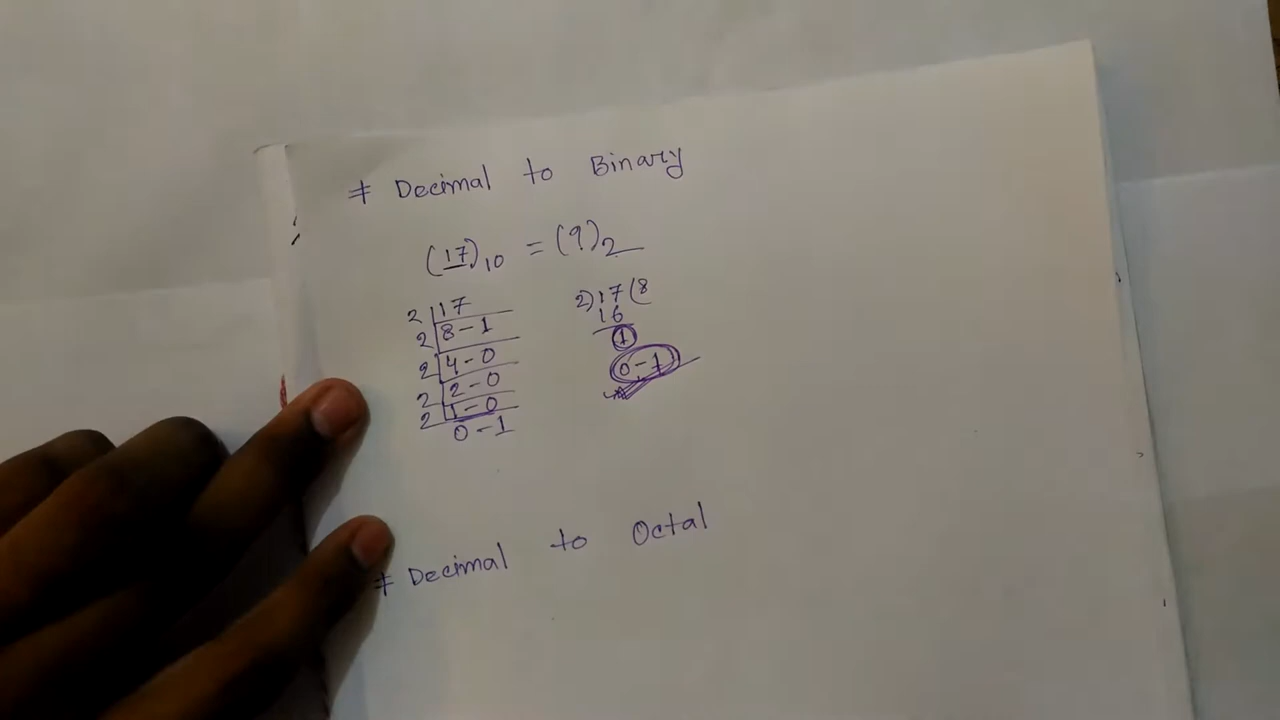 # Decimal to Binary
(17)10 = (?)2
2 | 17
2 | 8 - 1
2 | 4 - 0
2 | 2 - 0
2 | 1 - 0
0 - 1
2) 17 (8
16
1
0 - 1
# Decimal to Octal